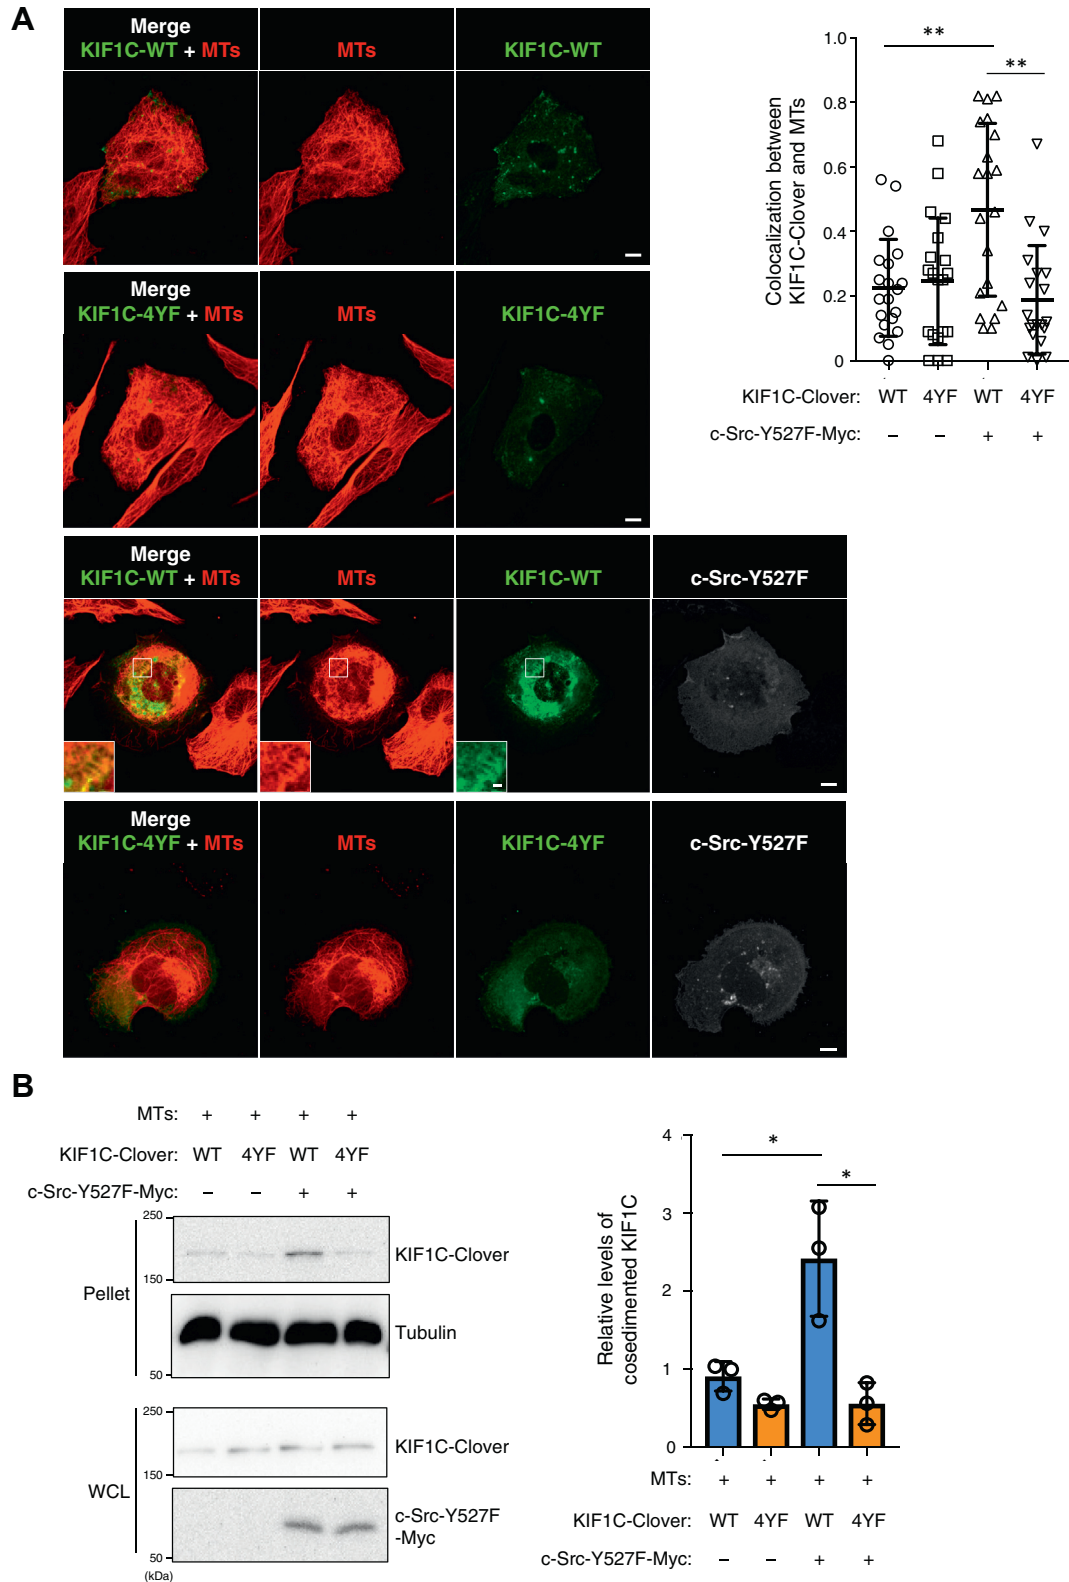 A
Merge
KIF1C-WT + MTs
MTs
KIF1C-WT
Merge
KIF1C-4YF + MTs
MTs
KIF1C-4YF
Merge
KIF1C-WT + MTs
MTs
KIF1C-WT
c-Src-Y527F
Merge
KIF1C-4YF + MTs
MTs
KIF1C-4YF
c-Src-Y527F
Colocalization between
KIF1C-Clover and MTs
1.0
0.8
0.6
0.4
0.2
0
**
**
KIF1C-Clover: WT 4YF WT 4YF
c-Src-Y527F-Myc: – – + +
B
MTs: + + + +
KIF1C-Clover: WT 4YF WT 4YF
c-Src-Y527F-Myc: – – + +
Pellet
250
150
KIF1C-Clover
Tubulin
50
WCL
250
KIF1C-Clover
150
c-Src-Y527F
-Myc
50
(kDa)
Relative levels of
cosedimented KIF1C
4
3
2
1
0
*
*
MTs: + + + +
KIF1C-Clover: WT 4YF WT 4YF
c-Src-Y527F-Myc: – – + +